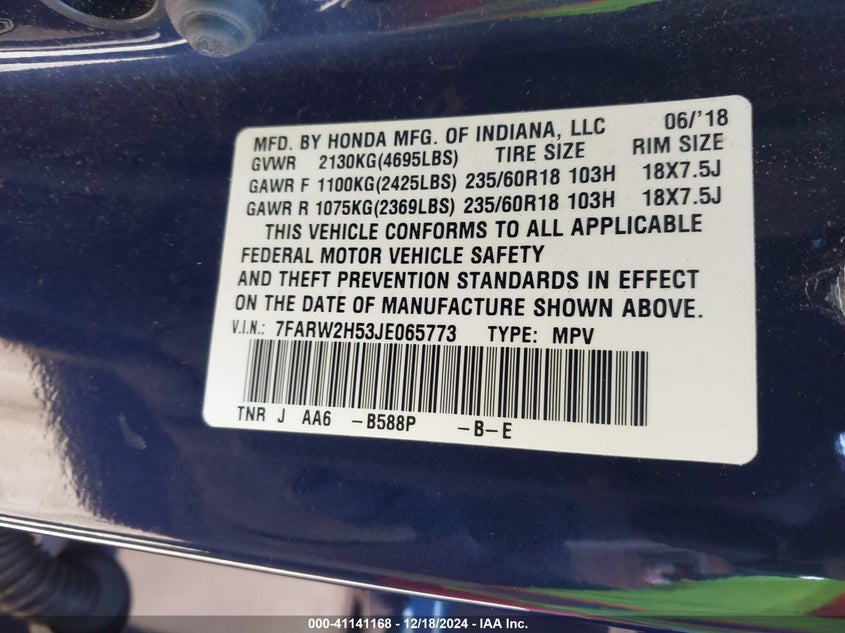 MFD. BY HONDA MFG. OF INDIANA, LLC 06/'18
GVWR 2130KG(4695LBS) TIRE SIZE RIM SIZE
GAWR F 1100KG(2425LBS) 235/60R18 103H 18X7.5J
GAWR R 1075KG(2369LBS) 235/60R18 103H 18X7.5J
THIS VEHICLE CONFORMS TO ALL APPLICABLE
FEDERAL MOTOR VEHICLE SAFETY
AND THEFT PREVENTION STANDARDS IN EFFECT
ON THE DATE OF MANUFACTURE SHOWN ABOVE.
V.I.N.: 7FARW2H53JE065773 TYPE: MPV
TNR J AA6 -B588P -B-E
000-41141168 - 12/18/2024 - IAA Inc.